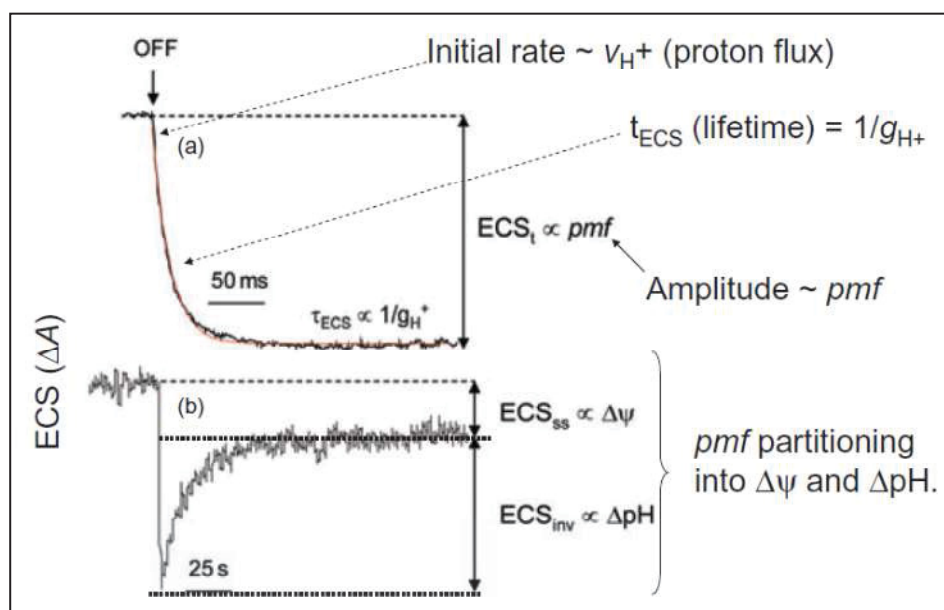 OFF
Initial rate ~ vH+ (proton flux)
(a)
tECS (lifetime) = 1/gH+
ECSt ∝ pmf
50 ms
Amplitude ~ pmf
τECS ∝ 1/gH+
ECS (ΔA)
(b)
ECSss ∝ Δψ
pmf partitioning
into Δψ and ΔpH.
ECSinv ∝ ΔpH
25 s